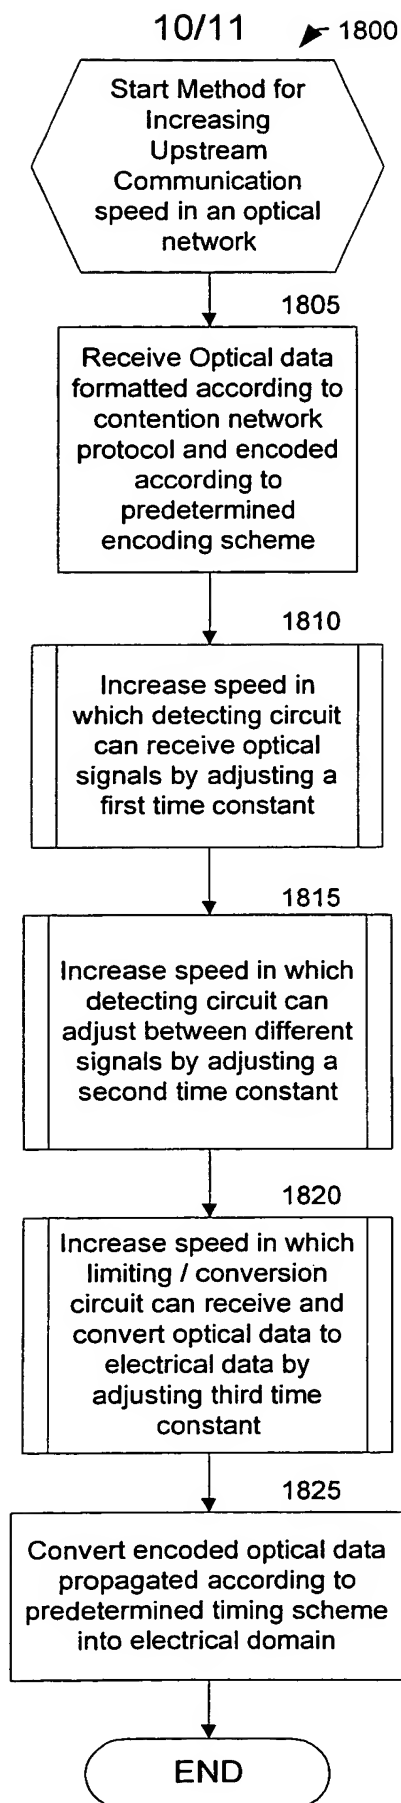 10/11
1800
Start Method for
Increasing
Upstream
Communication
speed in an optical
network
1805
Receive Optical data
formatted according to
contention network
protocol and encoded
according to
predetermined
encoding scheme
1810
Increase speed in
which detecting circuit
can receive optical
signals by adjusting a
first time constant
1815
Increase speed in which
detecting circuit can
adjust between different
signals by adjusting a
second time constant
1820
Increase speed in which
limiting / conversion
circuit can receive and
convert optical data to
electrical data by
adjusting third time
constant
1825
Convert encoded optical data
propagated according to
predetermined timing scheme
into electrical domain
END